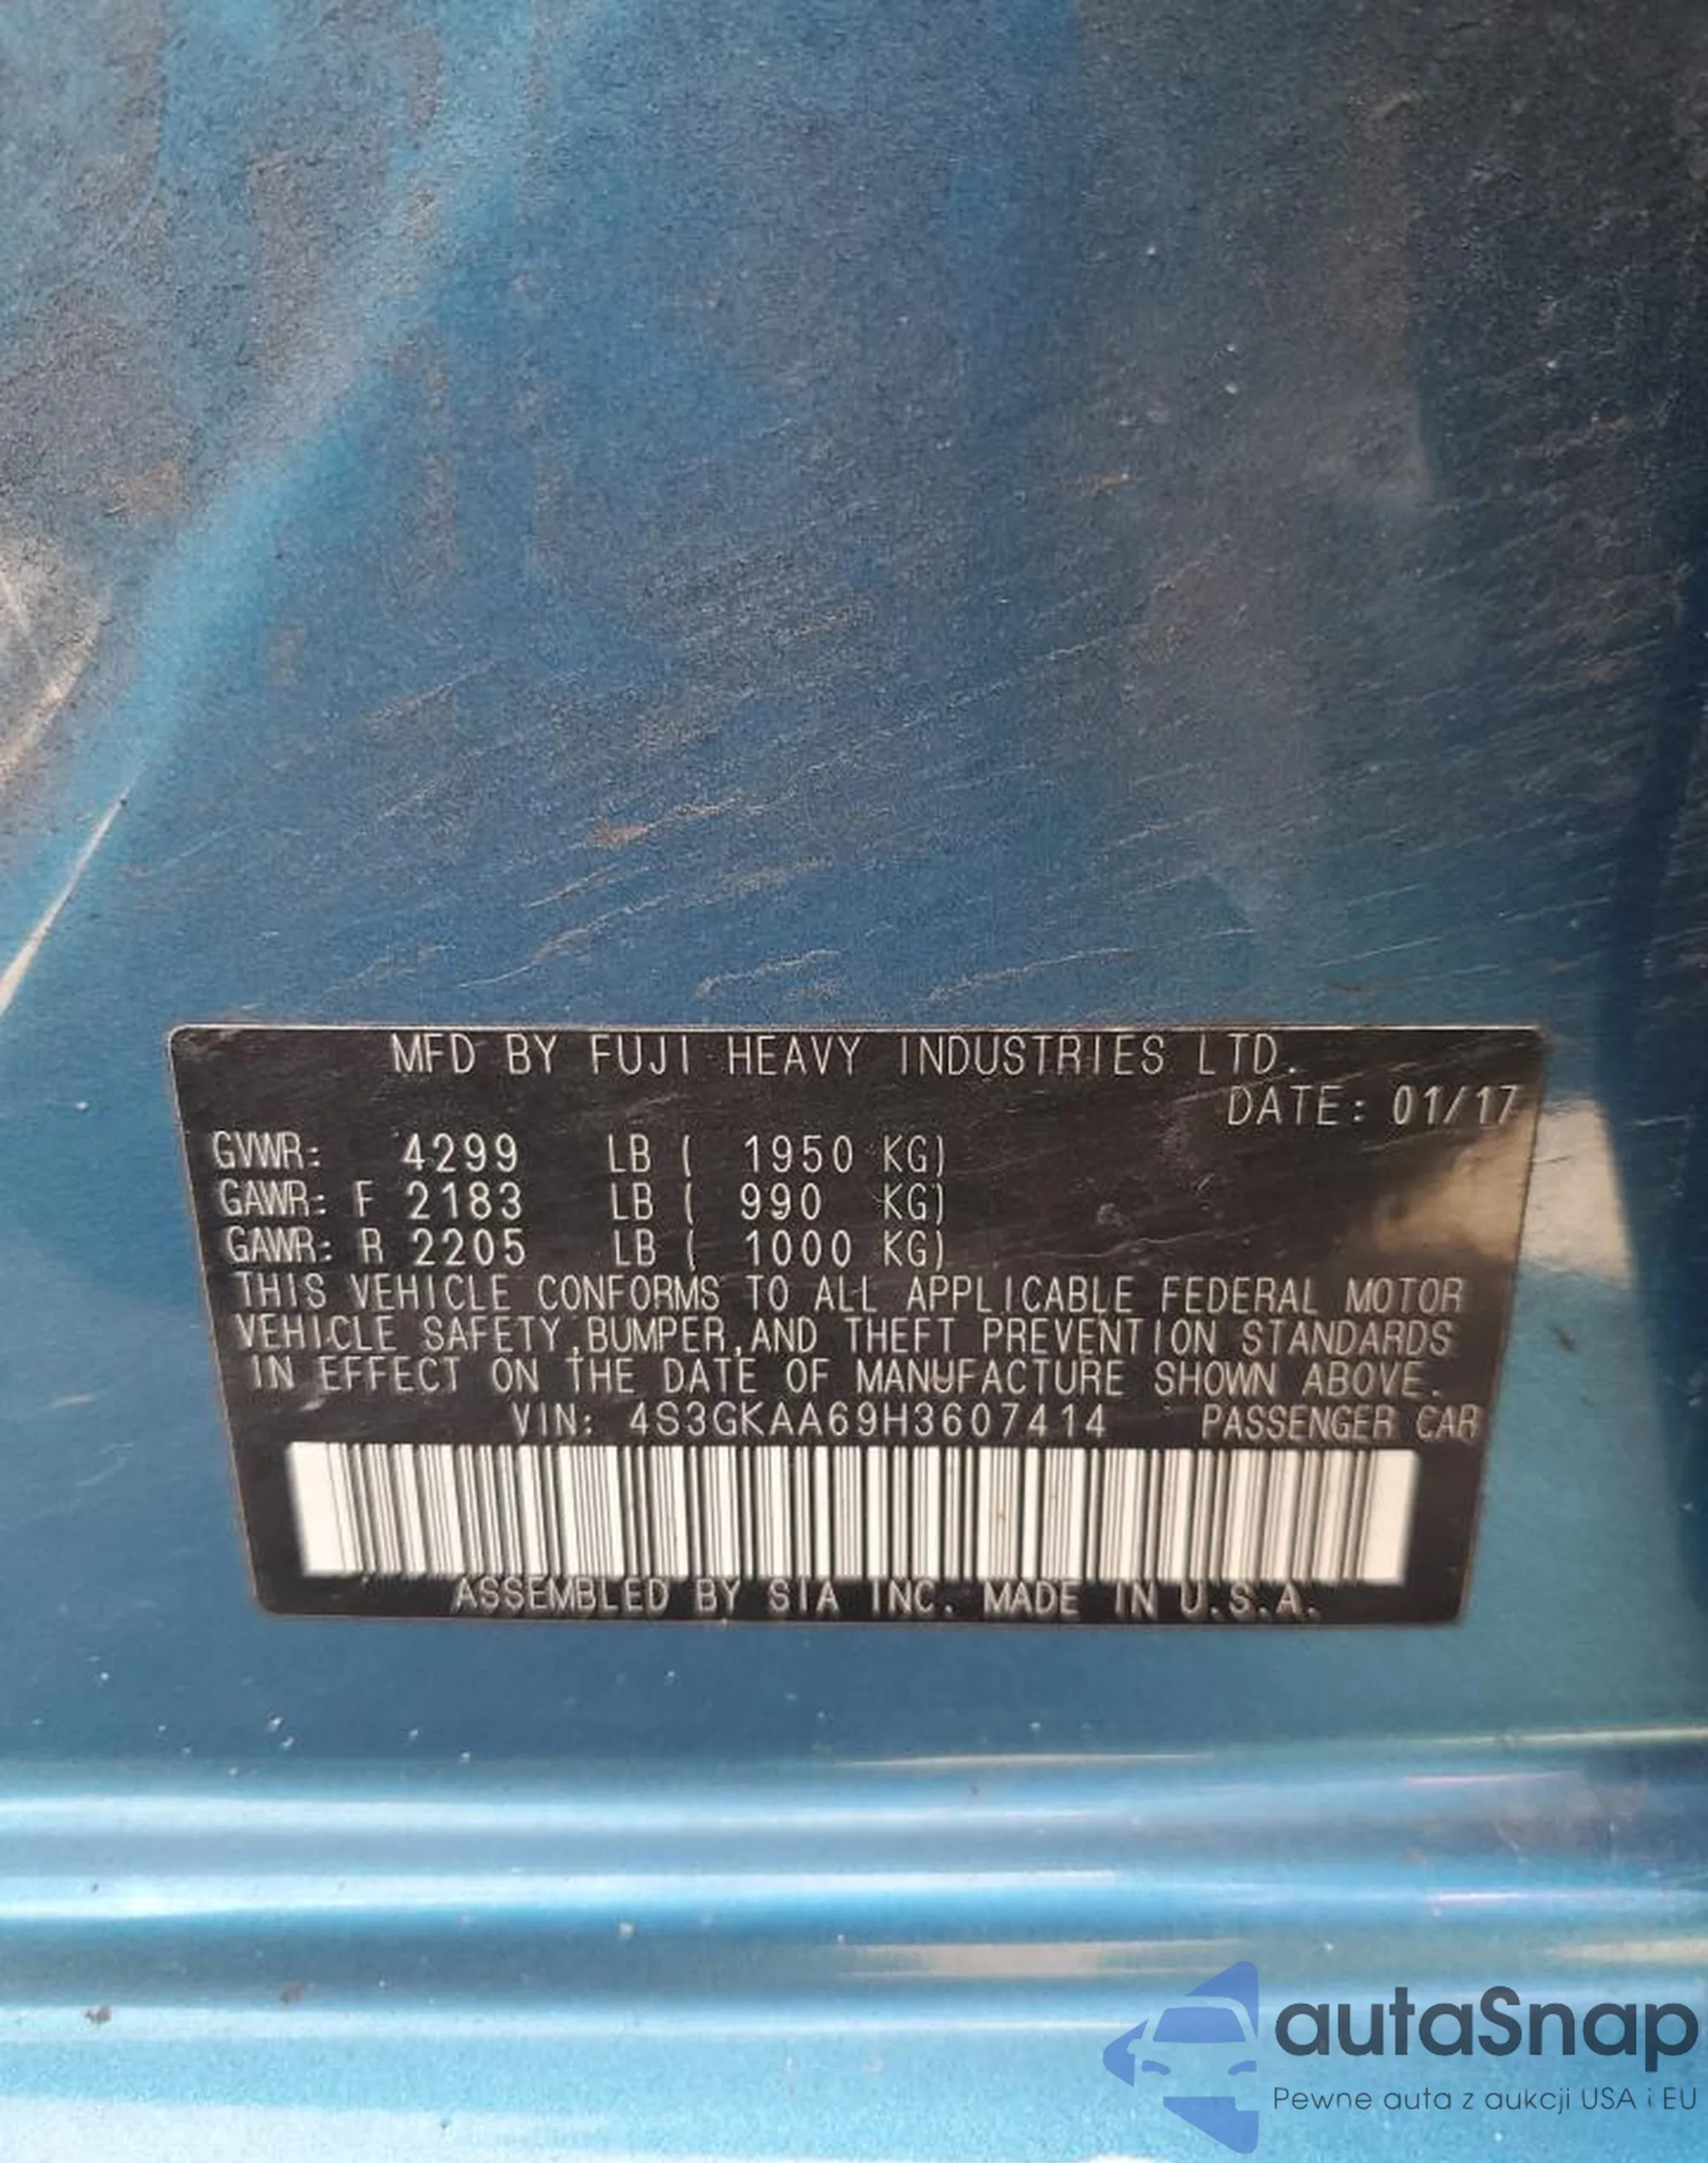 MFD BY FUJI HEAVY INDUSTRIES LTD.
DATE: 01/17
GVWR: 4299 LB ( 1950 KG)
GAWR: F 2183 LB ( 990 KG)
GAWR: R 2205 LB ( 1000 KG)
THIS VEHICLE CONFORMS TO ALL APPLICABLE FEDERAL MOTOR
VEHICLE SAFETY,BUMPER,AND THEFT PREVENTION STANDARDS
IN EFFECT ON THE DATE OF MANUFACTURE SHOWN ABOVE.
VIN: 4S3GKAA69H3607414 PASSENGER CAR
ASSEMBLED BY SIA INC. MADE IN U.S.A.
autaSnap
Pewne auta z aukcji USA i EU